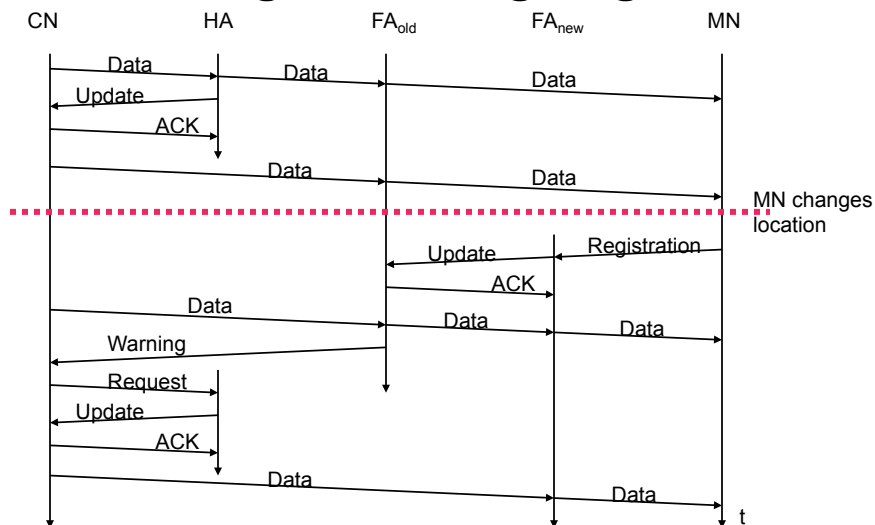 CN HA FAold FAnew MN
Data
Data
Data
Update
ACK
Data
Data
MN changes
location
Registration
Update
ACK
Data
Data
Data
Warning
Request
Update
ACK
Data
Data
t